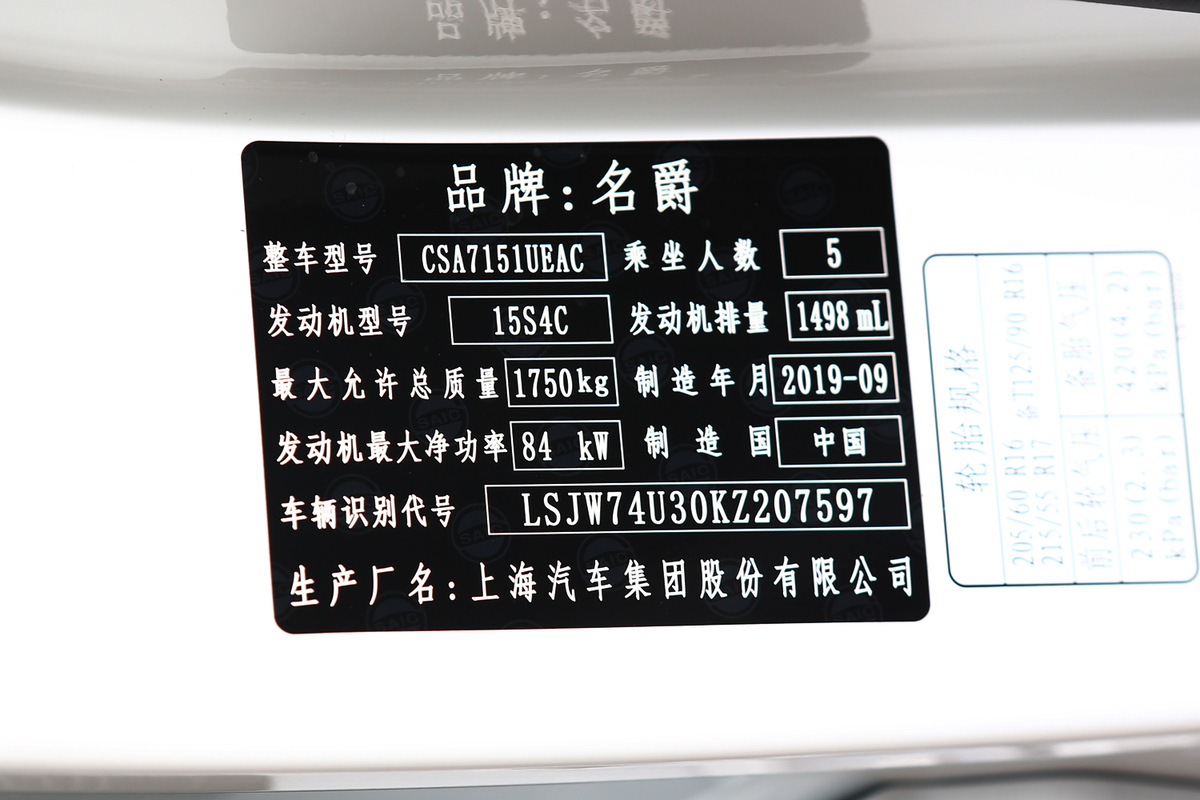 品牌:名爵
整车型号 CSA7151UEAC 乘坐人数 5
发动机型号 15S4C 发动机排量 1498 mL
最大允许总质量 1750kg 制造年月 2019-09
发动机最大净功率 84 kW 制造国 中国
车辆识别代号 LSJW74U30KZ207597
生产厂名:上海汽车集团股份有限公司
轮胎规格
205/60 R16 备T125/90 R16
215/55 R17
前后轮气压 备胎气压
230(2.3) 420(4.2)
kPa(bar) kPa(bar)